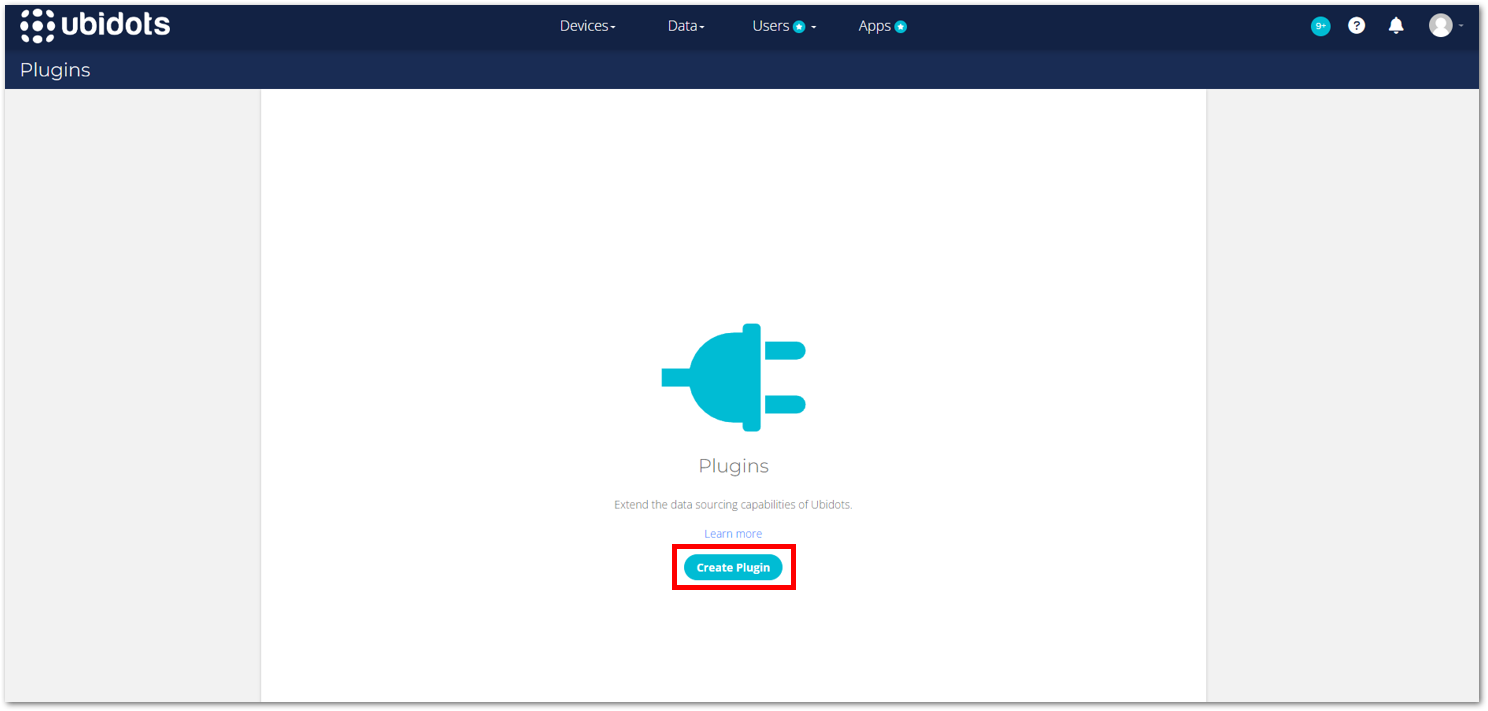 ubidots
Devices
Data
Users
Apps
9+
?
Plugins
Plugins
Extend the data sourcing capabilities of Ubidots.
Learn more
Create Plugin